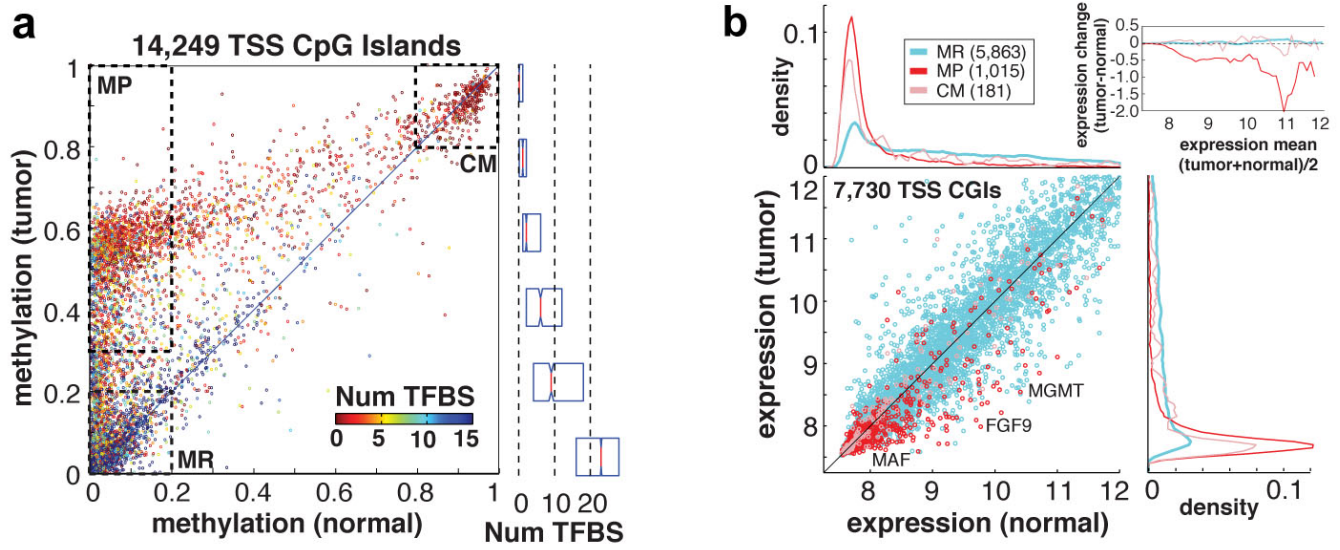 a
14,249 TSS CpG Islands
methylation (tumor)
1
0.8
0.6
0.4
0.2
0
MP
CM
MR
Num TFBS
0 5 10 15
0 0.2 0.4 0.6 0.8 1
methylation (normal)
0 10 20
Num TFBS
b
density
0.1
0
MR (5,863)
MP (1,015)
CM (181)
expression change
(tumor-normal)
0.5
0
-0.5
-1.0
-1.5
-2.0
8 9 10 11 12
expression mean
(tumor+normal)/2
7,730 TSS CGIs
expression (tumor)
12
11
10
9
8
MGMT
FGF9
MAF
8 9 10 11 12
expression (normal)
0 0.1
density